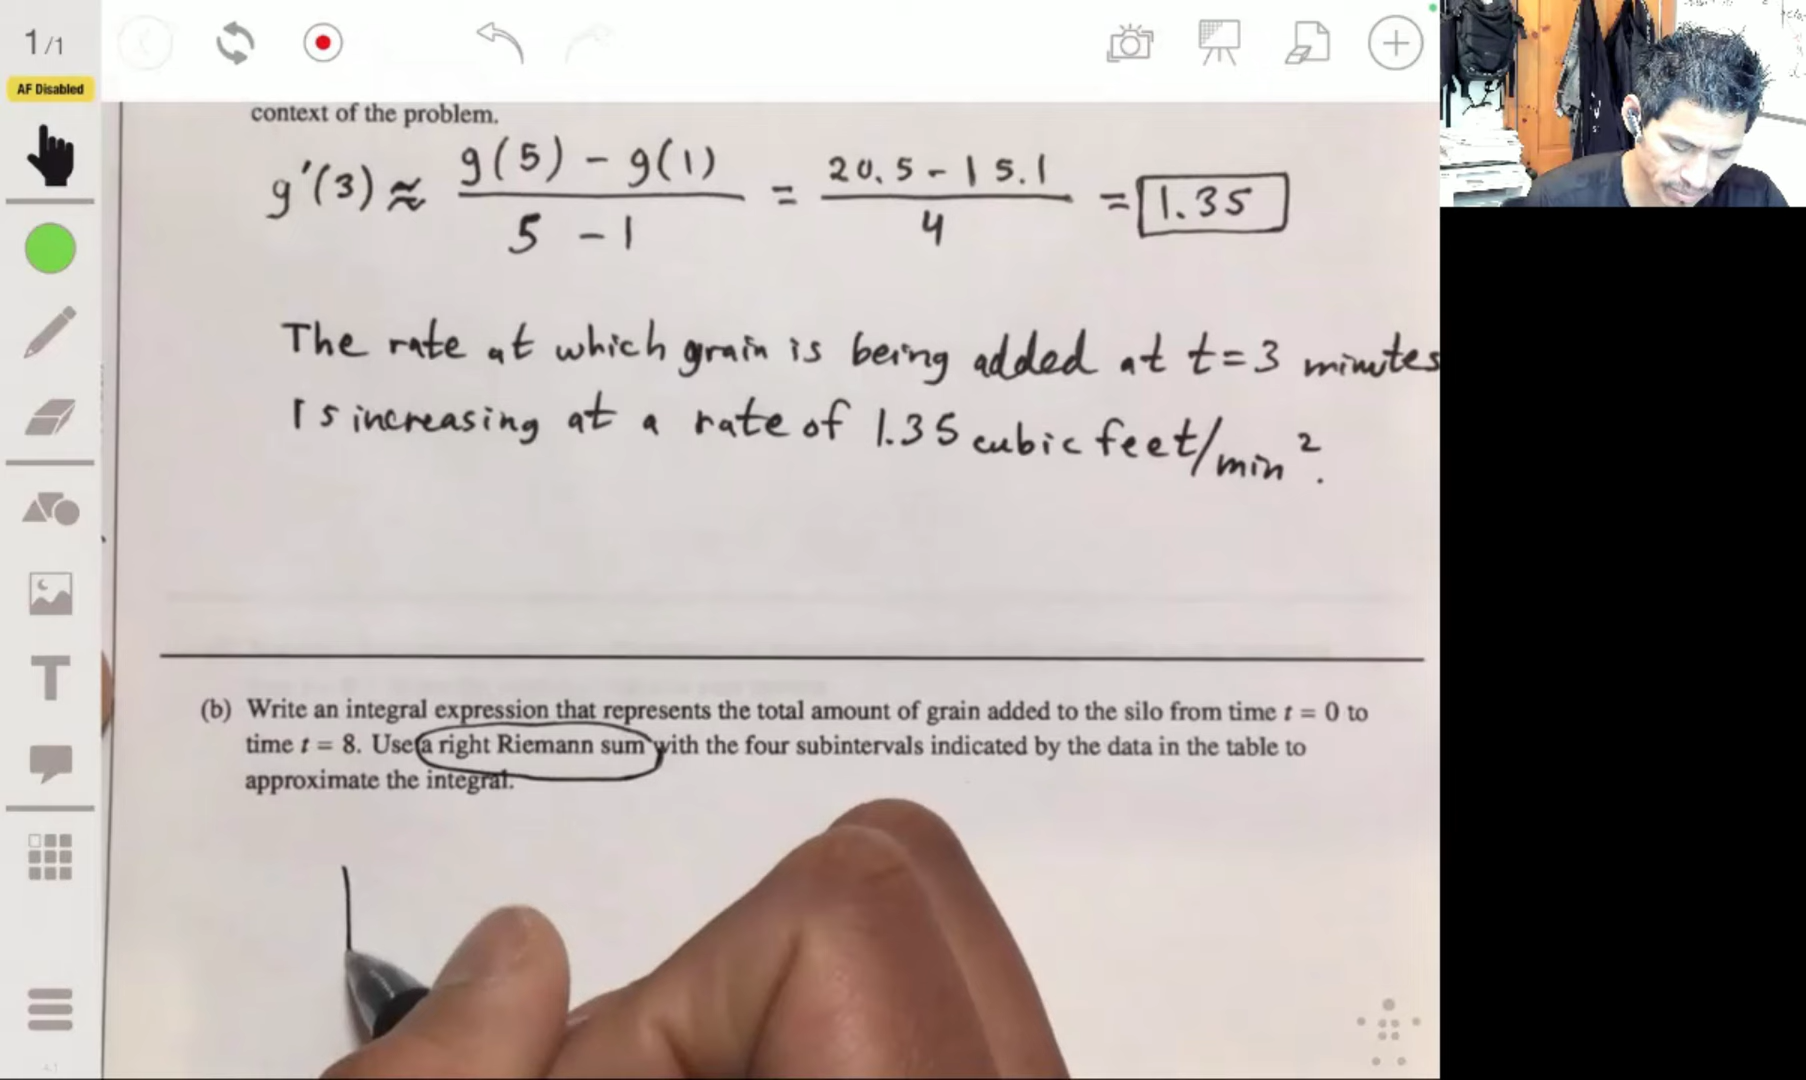 1/1
AF Disabled
context of the problem.
g'(3) ≈ g(5) - g(1) / 5 - 1 = 20.5 - 15.1 / 4 = 1.35
The rate at which grain is being added at t=3 minutes
Is increasing at a rate of 1.35 cubic feet/min².
(b) Write an integral expression that represents the total amount of grain added to the silo from time t = 0 to
time t = 8. Use a right Riemann sum with the four subintervals indicated by the data in the table to
approximate the integral.
T